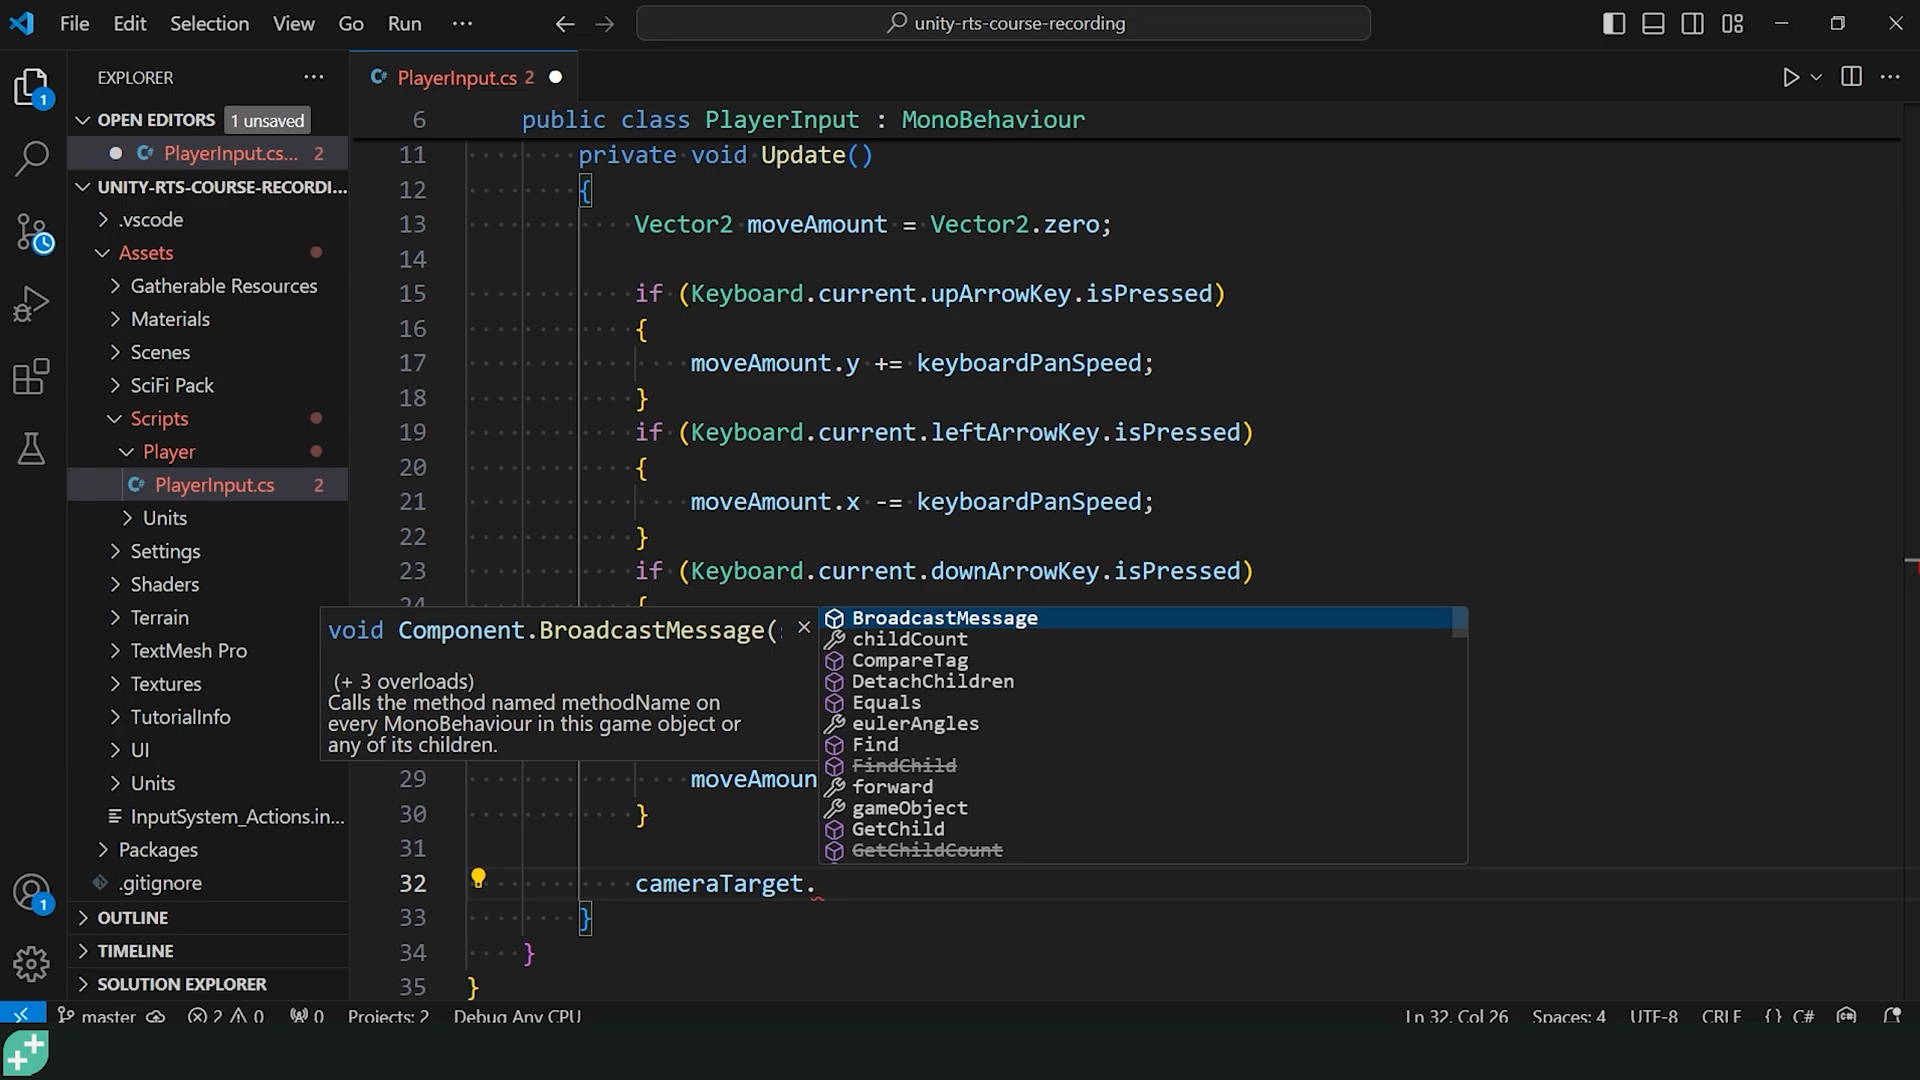 File Edit Selection View Go Run ··· unity-rts-course-recording
EXPLORER ···
OPEN EDITORS 1 unsaved
PlayerInput.cs... 2
UNITY-RTS-COURSE-RECORDI...
.vscode
Assets
Gatherable Resources
Materials
Scenes
SciFi Pack
Scripts
Player
PlayerInput.cs 2
Units
Settings
Shaders
Terrain
TextMesh Pro
Textures
TutorialInfo
UI
Units
InputSystem_Actions.in...
Packages
.gitignore
OUTLINE
TIMELINE
SOLUTION EXPLORER
1
1
PlayerInput.cs 2
6 public class PlayerInput : MonoBehaviour
11 private void Update()
12 {
13 Vector2 moveAmount = Vector2.zero;
14
15 if (Keyboard.current.upArrowKey.isPressed)
16 {
17 moveAmount.y += keyboardPanSpeed;
18 }
19 if (Keyboard.current.leftArrowKey.isPressed)
20 {
21 moveAmount.x -= keyboardPanSpeed;
22 }
23 if (Keyboard.current.downArrowKey.isPressed)
24 {
void Component.BroadcastMessage(
(+ 3 overloads)
Calls the method named methodName on
every MonoBehaviour in this game object or
any of its children.
BroadcastMessage
childCount
CompareTag
DetachChildren
Equals
eulerAngles
Find
FindChild
forward
gameObject
GetChild
GetChildCount
29 moveAmoun
30 }
31
32 cameraTarget.
33 }
34 }
35 }
master 2 0 0 Projects: 2 Debug Any CPU Ln 32, Col 26 Spaces: 4 UTF-8 CRLF {} C#